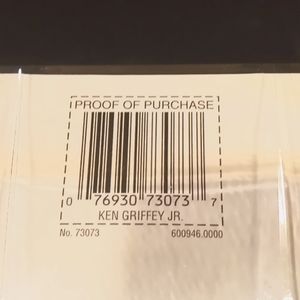 PROOF OF PURCHASE
0 76930 73073 7
KEN GRIFFEY JR.
No. 73073 600946.0000